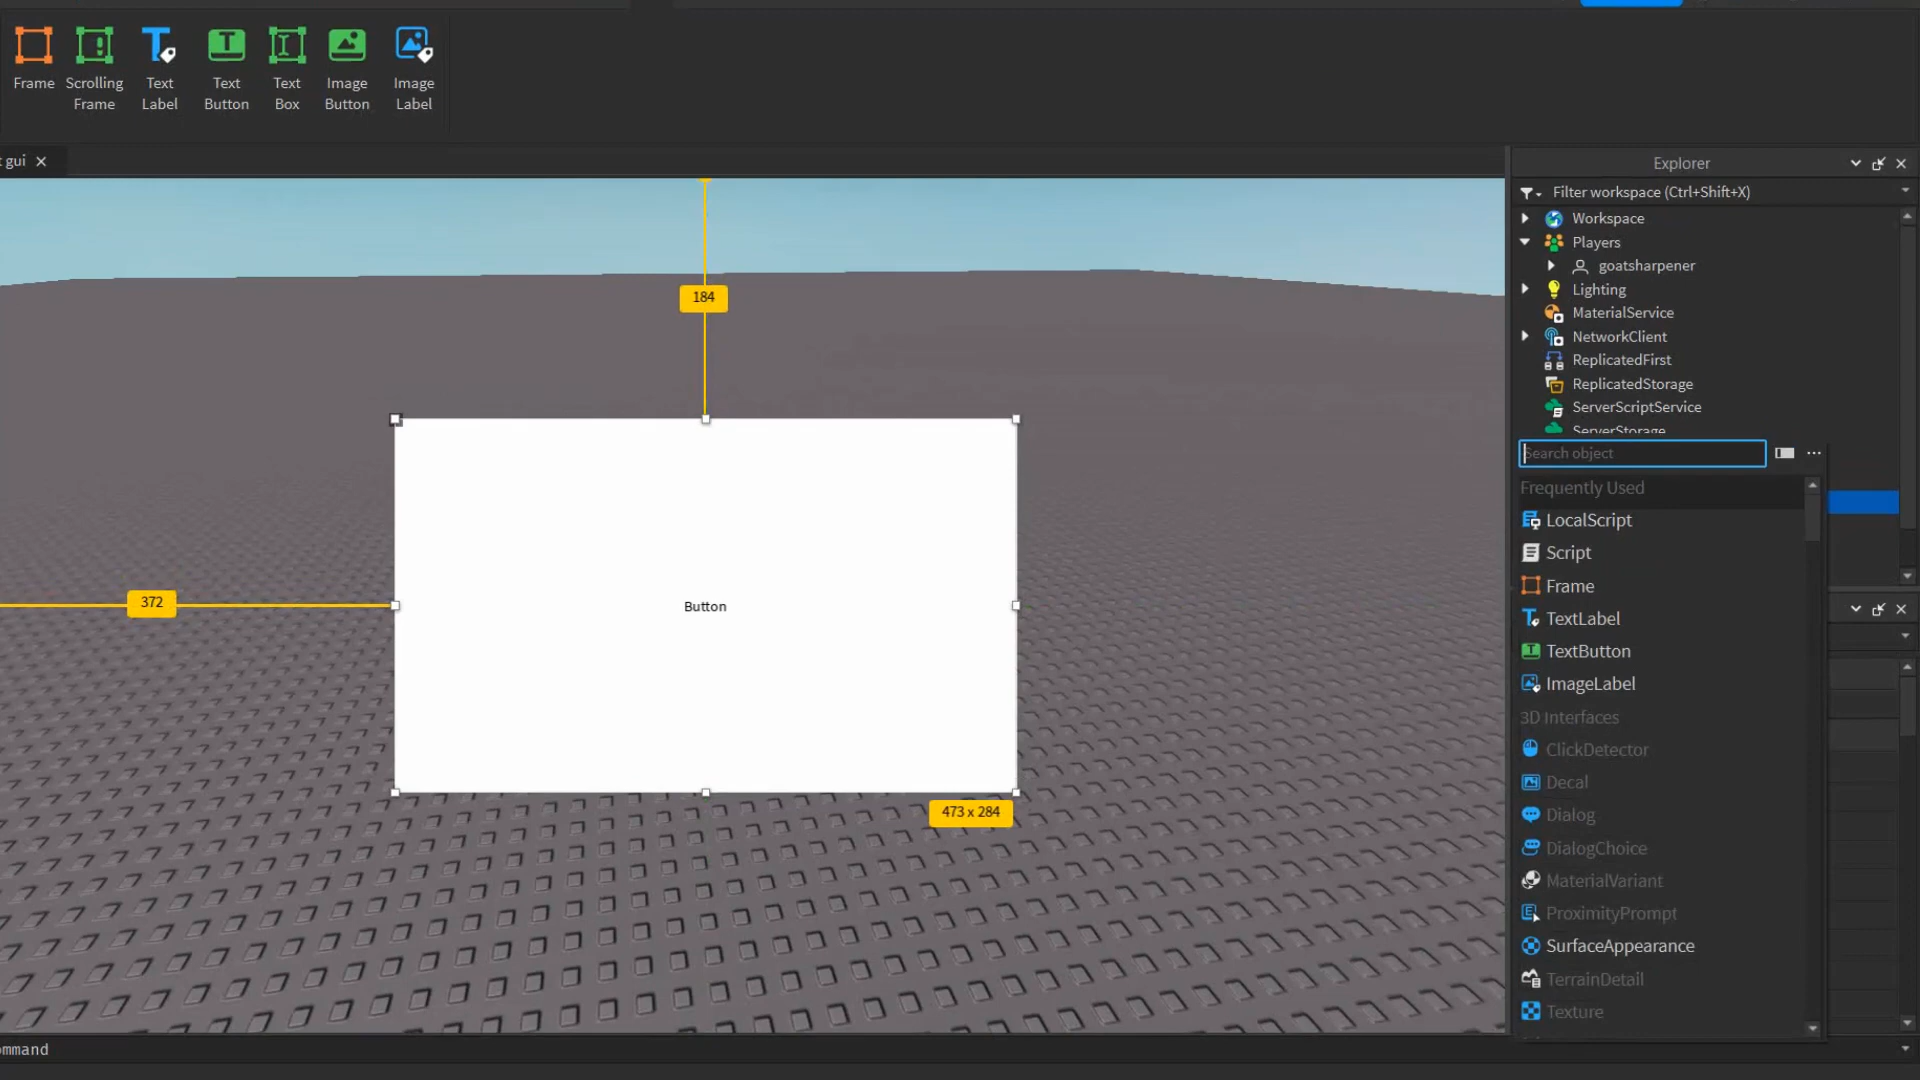 Frame
Scrolling
Frame
Text
Label
Text
Button
Text
Box
Image
Button
Image
Label
t gui
Explorer
Filter workspace (Ctrl+Shift+X)
Workspace
Players
goatsharpener
Lighting
MaterialService
NetworkClient
ReplicatedFirst
ReplicatedStorage
ServerScriptService
ServerStorage
184
372
Button
473 x 284
Search object
Frequently Used
LocalScript
Script
Frame
TextLabel
TextButton
ImageLabel
3D Interfaces
ClickDetector
Decal
Dialog
DialogChoice
MaterialVariant
ProximityPrompt
SurfaceAppearance
TerrainDetail
Texture
ommand